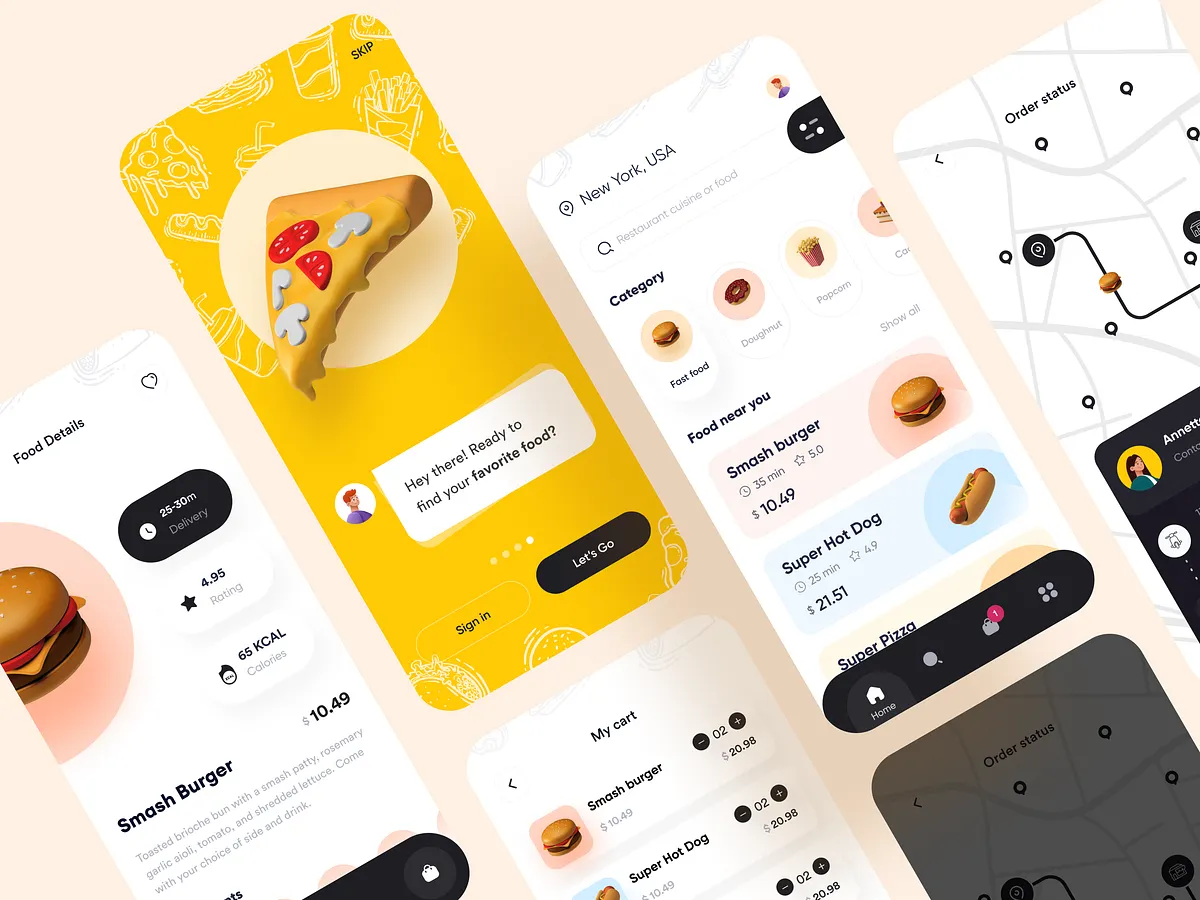 Food Details
25-30m
Delivery
4.95
Rating
65 KCAL
Calories
$ 10.49
Smash Burger
Toasted brioche bun with a smash patty, rosemary
garlic aioli, tomato, and shredded lettuce. Come
with your choice of side and drink.
SKIP
Hey there! Ready to
find your favorite food?
Let's Go
Sign in
New York, USA
Restaurant cuisine or food
Category
Fast food
Doughnut
Popcorn
Show all
Food near you
Smash burger
35 min 5.0
$ 10.49
Super Hot Dog
25 min 4.9
$ 21.51
Super Pizza
1
Home
My cart
Smash burger
$ 10.49
02
$ 20.98
Super Hot Dog
$ 10.49
02
$ 20.98
02
$ 20.98
Order status
Order status